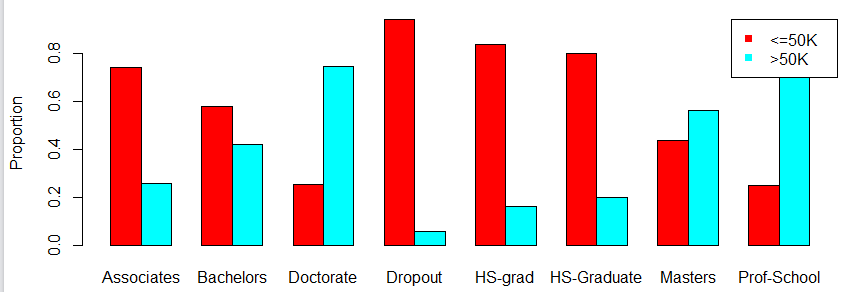 <=50K
>50K
Proportion
0.8
0.6
0.4
0.2
0.0
Associates Bachelors Doctorate Dropout HS-grad HS-Graduate Masters Prof-School